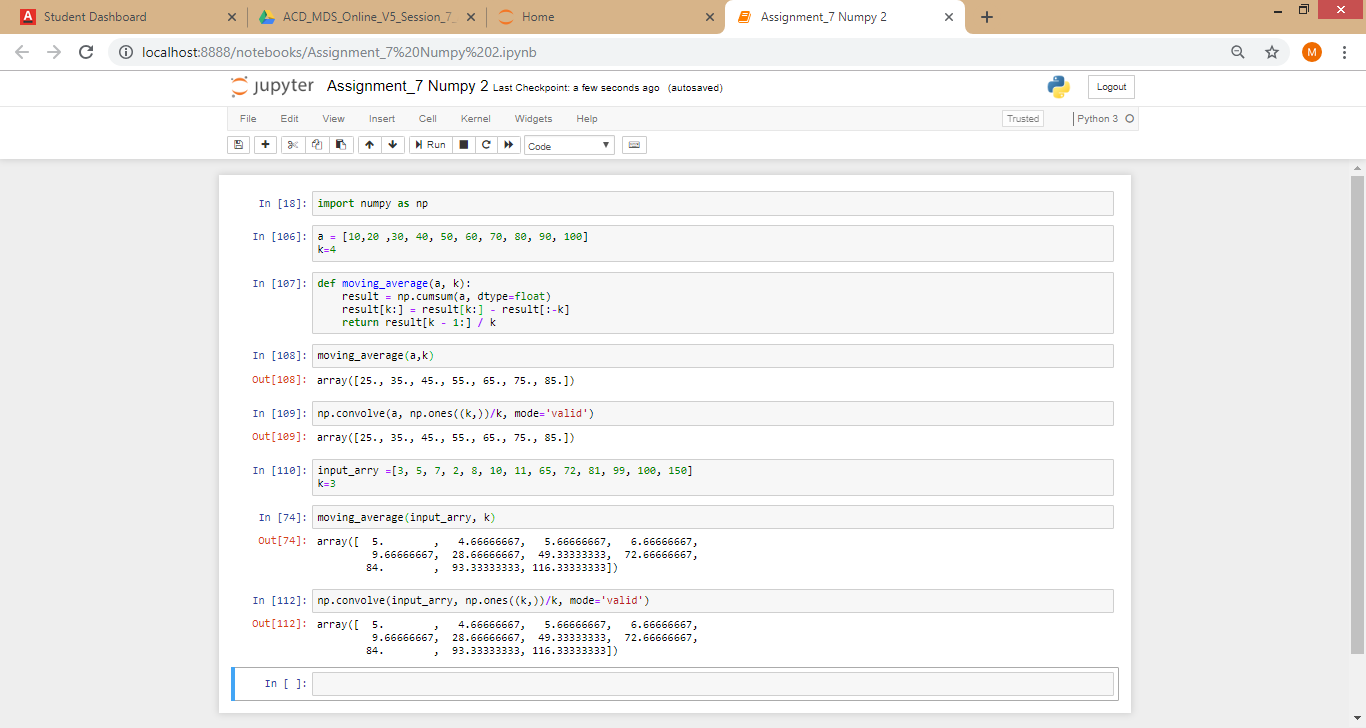 Student Dashboard
ACD_MDS_Online_V5_Session_7_
Home
Assignment_7 Numpy 2
localhost:8888/notebooks/Assignment_7%20Numpy%202.ipynb
M
jupyter Assignment_7 Numpy 2 Last Checkpoint: a few seconds ago (autosaved)
Logout
File Edit View Insert Cell Kernel Widgets Help
Trusted
Python 3
Run
Code
In [18]: import numpy as np
In [106]: a = [10,20 ,30, 40, 50, 60, 70, 80, 90, 100]
k=4
In [107]: def moving_average(a, k):
    result = np.cumsum(a, dtype=float)
    result[k:] = result[k:] - result[:-k]
    return result[k - 1:] / k
In [108]: moving_average(a,k)
Out[108]: array([25., 35., 45., 55., 65., 75., 85.])
In [109]: np.convolve(a, np.ones((k,))/k, mode='valid')
Out[109]: array([25., 35., 45., 55., 65., 75., 85.])
In [110]: input_arry =[3, 5, 7, 2, 8, 10, 11, 65, 72, 81, 99, 100, 150]
k=3
In [74]: moving_average(input_arry, k)
Out[74]: array([  5.        ,   4.66666667,   5.66666667,   6.66666667,
         9.66666667,  28.66666667,  49.33333333,  72.66666667,
        84.        ,  93.33333333, 116.33333333])
In [112]: np.convolve(input_arry, np.ones((k,))/k, mode='valid')
Out[112]: array([  5.        ,   4.66666667,   5.66666667,   6.66666667,
         9.66666667,  28.66666667,  49.33333333,  72.66666667,
        84.        ,  93.33333333, 116.33333333])
In [ ]: